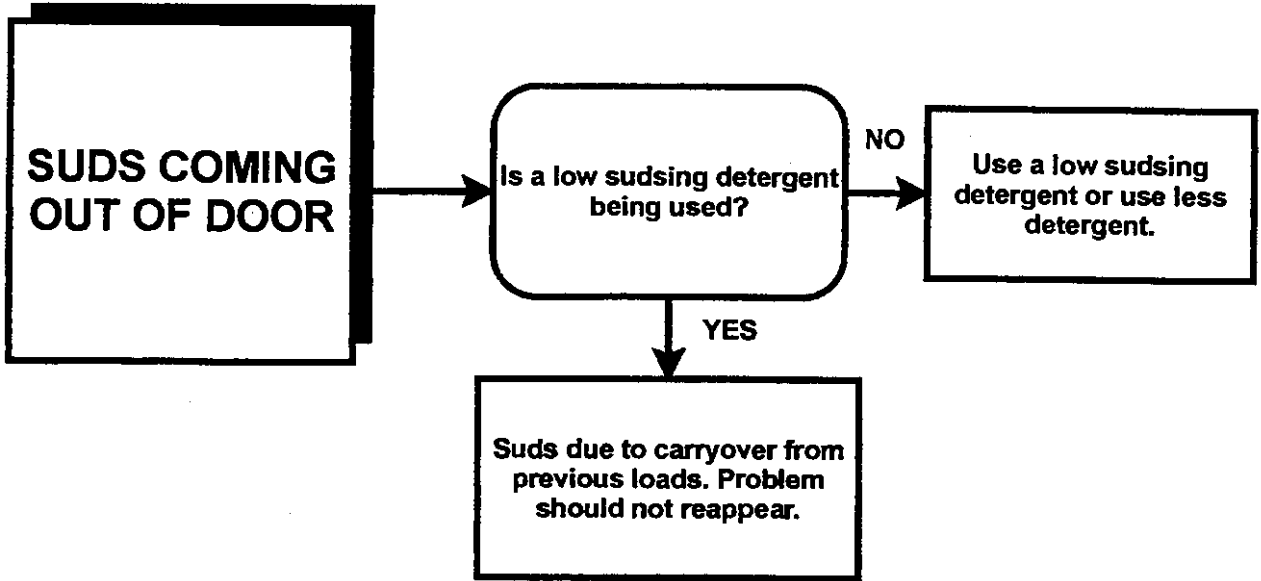 SUDS COMING
OUT OF DOOR
Is a low sudsing detergent
being used?
NO
Use a low sudsing
detergent or use less
detergent.
YES
Suds due to carryover from
previous loads. Problem
should not reappear.